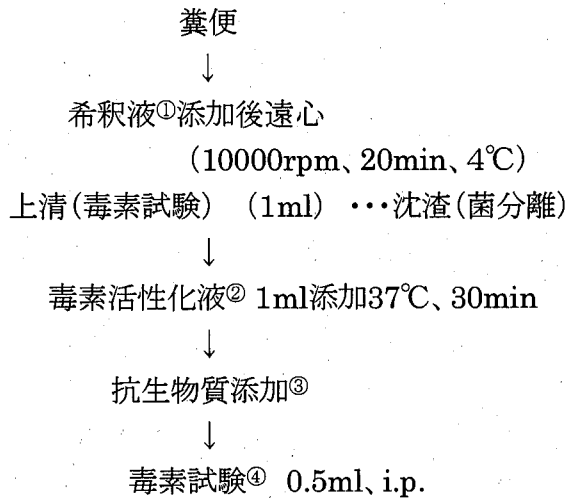 糞便
↓
希釈液①添加後遠心
(10000rpm、20min、4℃)
上清(毒素試験) (1ml) ・・・沈渣(菌分離)
↓
毒素活性化液② 1ml添加37℃、30min
↓
抗生物質添加③
↓
毒素試験④ 0.5ml、i.p.